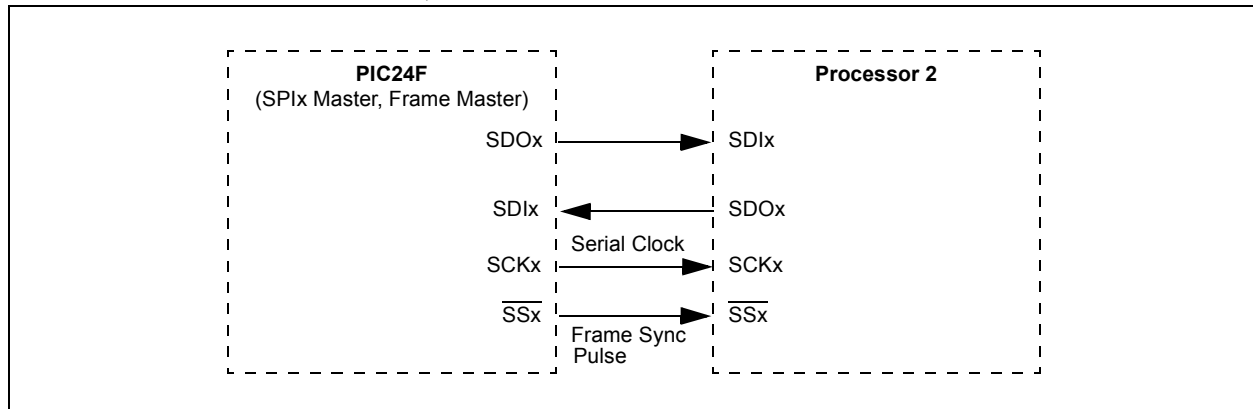 PIC24F
(SPIx Master, Frame Master)
Processor 2
SDOx
SDIx
SDIx
SDOx
Serial Clock
SCKx
SCKx
SSx
SSx
Frame Sync
Pulse